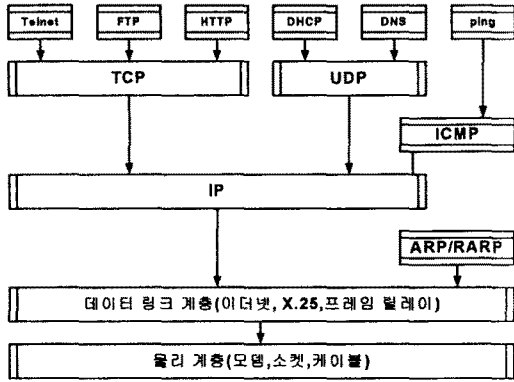 Telnet FTP HTTP DHCP DNS ping
TCP UDP
ICMP
IP
ARP/RARP
데이터 링크 계층(이더넷, X.25,프레임 릴레이)
물리 계층(모뎀,소켓,케이블)